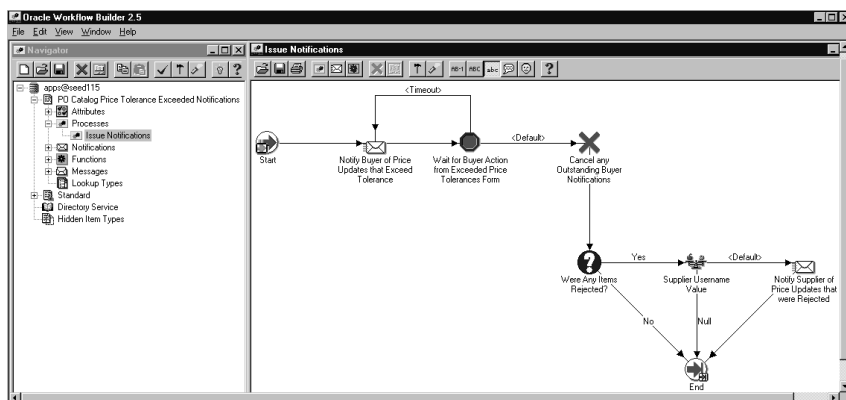 Oracle Workflow Builder 2.5
File Edit View Window Help
Navigator
apps@seed115
PO Catalog Price Tolerance Exceeded Notifications
Attributes
Processes
Issue Notifications
Notifications
Functions
Messages
Lookup Types
Standard
Directory Service
Hidden Item Types
Issue Notifications
AB-1 ABC abc
<Timeout>
Start
Notify Buyer of Price
Updates that Exceed
Tolerance
Wait for Buyer Action
from Exceeded Price
Tolerances Form
<Default>
Cancel any
Outstanding Buyer
Notifications
Were Any Items
Rejected?
Yes
Supplier Username
Value
<Default>
Notify Supplier of
Price Updates that
were Rejected
No
Null
End